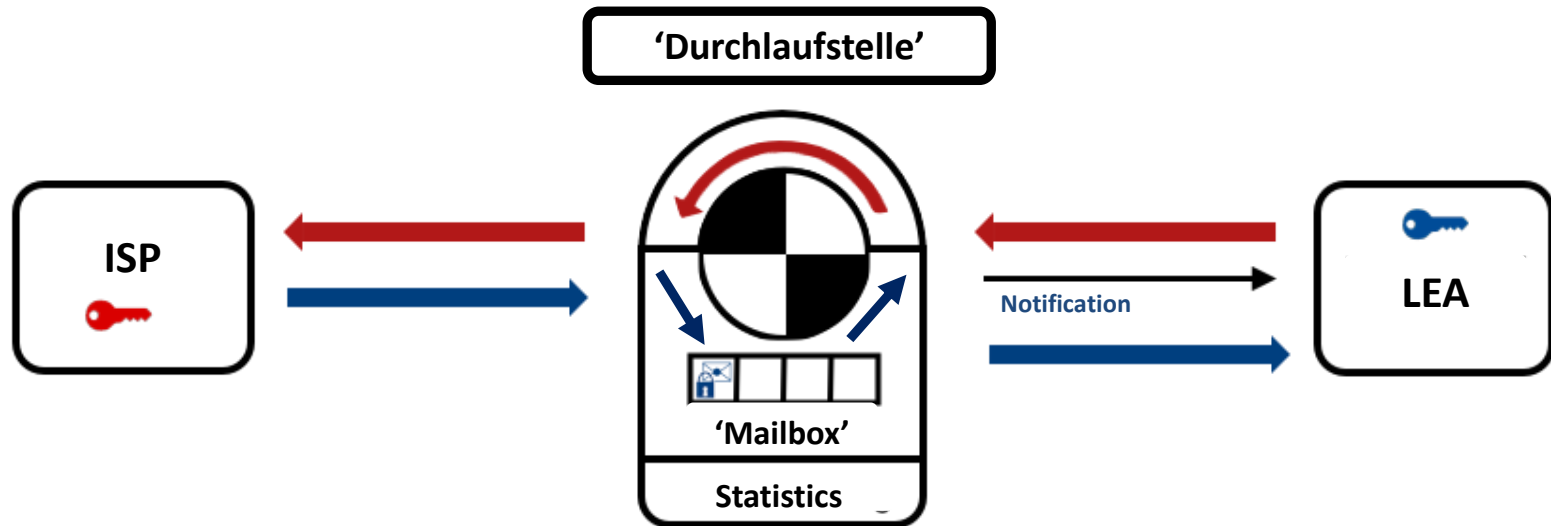 ‘Durchlaufstelle’
ISP
Notification
LEA
‘Mailbox’
Statistics